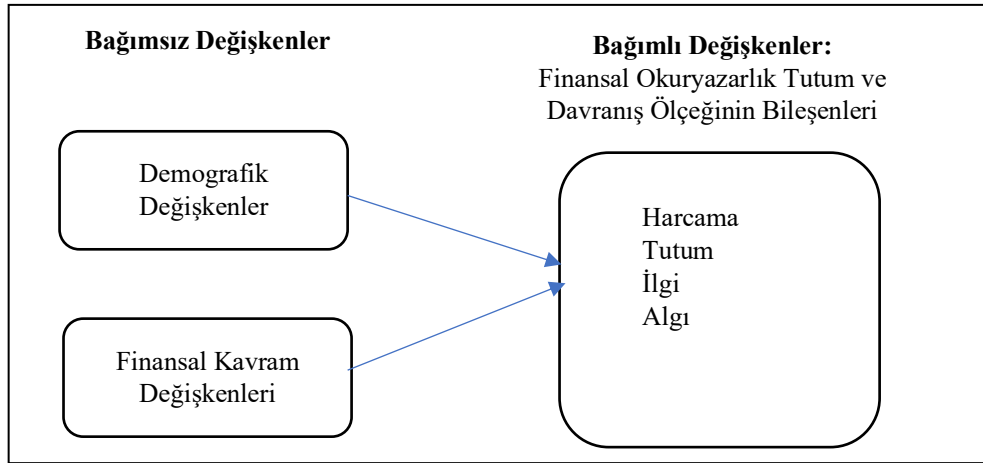 Bağımsız Değişkenler
Bağımlı Değişkenler:
Finansal Okuryazarlık Tutum ve
Davranış Ölçeğinin Bileşenleri
Demografik
Değişkenler
Finansal Kavram
Değişkenleri
Harcama
Tutum
İlgi
Algı